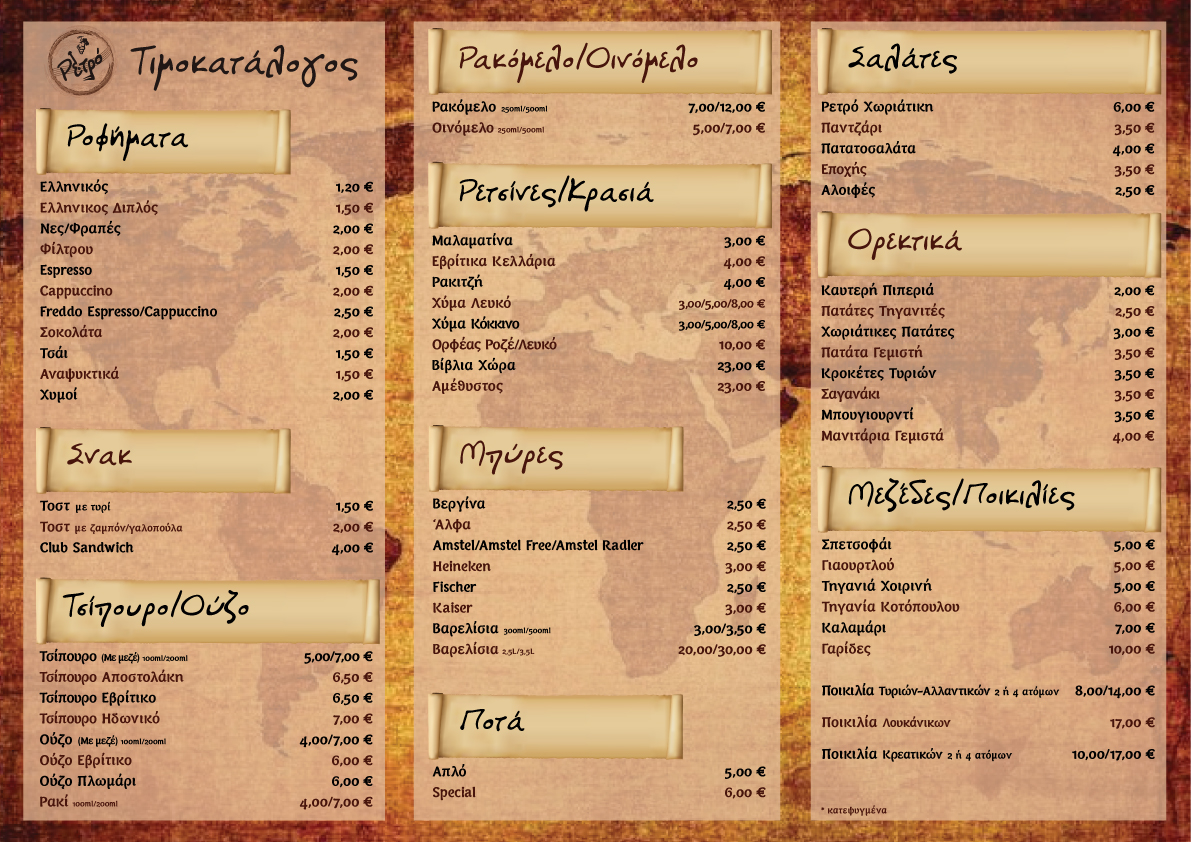 Ρετρό
Τιμοκατάλογος
Ροφήματα
Ελληνικός 1,20 €
Ελληνικος Διπλός 1,50 €
Νες/Φραπές 2,00 €
Φίλτρου 2,00 €
Espresso 1,50 €
Cappuccino 2,00 €
Freddo Espresso/Cappuccino 2,50 €
Σοκολάτα 2,00 €
Τσάι 1,50 €
Αναψυκτικά 1,50 €
Χυμοί 2,00 €
Σνακ
Τοστ με τυρί 1,50 €
Τοστ με ζαμπόν/γαλοπούλα 2,00 €
Club Sandwich 4,00 €
Τσίπουρο/Ούζο
Τσίπουρο (Με μεζέ) 100ml/200ml 5,00/7,00 €
Τσίπουρο Αποστολάκη 6,50 €
Τσίπουρο Εβρίτικο 6,50 €
Τσίπουρο Ηδωνικό 7,00 €
Ούζο (Με μεζέ) 100ml/200ml 4,00/7,00 €
Ούζο Εβρίτικο 6,00 €
Ούζο Πλωμάρι 6,00 €
Ρακί 100ml/200ml 4,00/7,00 €
Ρακόμελο/Οινόμελο
Ρακόμελο 250ml/500ml 7,00/12,00 €
Οινόμελο 250ml/500ml 5,00/7,00 €
Ρετσίνες/Κρασιά
Μαλαματίνα 3,00 €
Εβρίτικα Κελλάρια 4,00 €
Ρακιτζή 4,00 €
Χύμα Λευκό 3,00/5,00/8,00 €
Χύμα Κόκκινο 3,00/5,00/8,00 €
Ορφέας Ροζέ/Λευκό 10,00 €
Βίβλια Χώρα 23,00 €
Αμέθυστος 23,00 €
Μπύρες
Βεργίνα 2,50 €
Άλφα 2,50 €
Amstel/Amstel Free/Amstel Radler 2,50 €
Heineken 3,00 €
Fischer 2,50 €
Kaiser 3,00 €
Βαρελίσια 300ml/500ml 3,00/3,50 €
Βαρελίσια 2,5L/3,5L 20,00/30,00 €
Ποτά
Απλό 5,00 €
Special 6,00 €
Σαλάτες
Ρετρό Χωριάτικη 6,00 €
Παντζάρι 3,50 €
Πατατοσαλάτα 4,00 €
Εποχής 3,50 €
Αλοιφές 2,50 €
Ορεκτικά
Καυτερή Πιπεριά 2,00 €
Πατάτες Τηγανιτές 2,50 €
Χωριάτικες Πατάτες 3,00 €
Πατάτα Γεμιστή 3,50 €
Κροκέτες Τυριών 3,50 €
Σαγανάκι 3,50 €
Μπουγιουρντί 3,50 €
Μανιτάρια Γεμιστά 4,00 €
Μεζέδες/Ποικιλίες
Σπετσοφάι 5,00 €
Γιαουρτλού 5,00 €
Τηγανιά Χοιρινή 5,00 €
Τηγανία Κοτόπουλου 6,00 €
Καλαμάρι 7,00 €
Γαρίδες 10,00 €
Ποικιλία Τυριών-Αλλαντικών 2 ή 4 ατόμων 8,00/14,00 €
Ποικιλία Λουκάνικων 17,00 €
Ποικιλία Κρεατικών 2 ή 4 ατόμων 10,00/17,00 €
* κατεψυγμένα